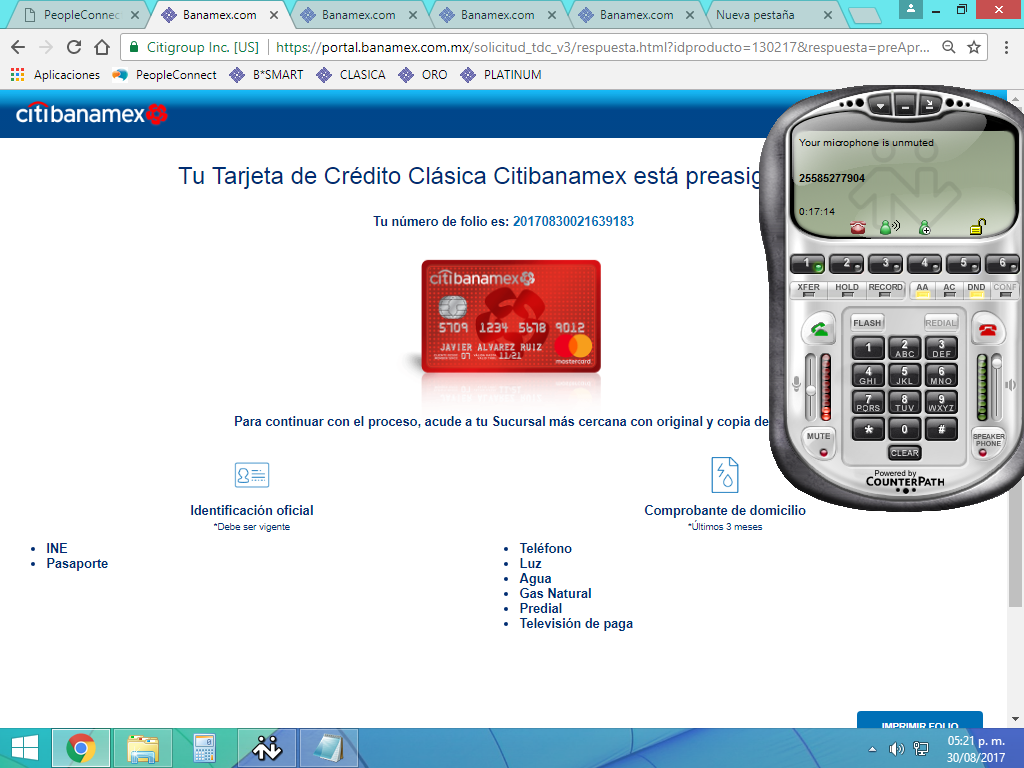 PeopleConnec
Banamex.com
Banamex.com
Banamex.com
Banamex.com
Nueva pestaña
Citigroup Inc. [US]
https://portal.banamex.com.mx/solicitud_tdc_v3/respuesta.html?idproducto=130217&respuesta=preApr...
Aplicaciones
PeopleConnect
B*SMART
CLASICA
ORO
PLATINUM
citibanamex
Tu Tarjeta de Crédito Clásica Citibanamex está preasig
Tu número de folio es: 20170830021639183
citibanamex
5709 1234 5678 9012
07 11/21
JAVIER ALVAREZ RUIZ
mastercard
Para continuar con el proceso, acude a tu Sucursal más cercana con original y copia de
Identificación oficial
*Debe ser vigente
INE
Pasaporte
Comprobante de domicilio
*Últimos 3 meses
Teléfono
Luz
Agua
Gas Natural
Predial
Televisión de paga
IMPRIMIR FOLIO
Your microphone is unmuted
25585277904
0:17:14
1 2 3 4 5 6
XFER HOLD RECORD AA AC DND CONF
FLASH REDIAL
1 2 ABC 3 DEF
4 GHI 5 JKL 6 MNO
7 PQRS 8 TUV 9 WXYZ
* 0 #
MUTE
SPEAKER PHONE
CLEAR
Powered by
COUNTERPATH
05:21 p. m.
30/08/2017